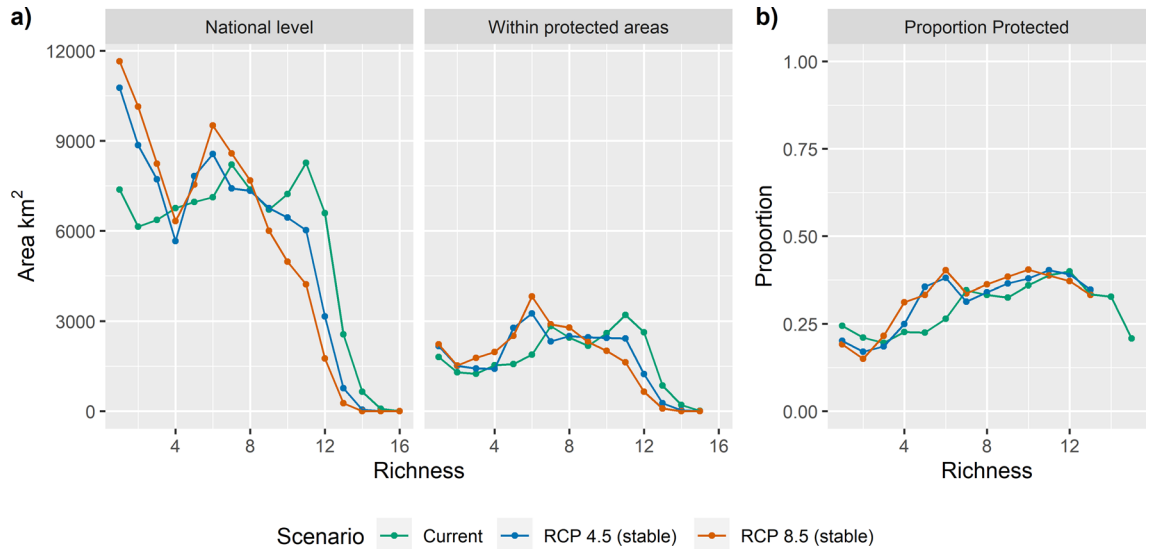 a)
National level
Within protected areas
12000
9000
6000
3000
0
Area km²
4
8
12
16
4
8
12
16
Richness
b)
Proportion Protected
1.00
0.75
0.50
0.25
0.00
Proportion
4
8
12
Richness
Scenario
Current
RCP 4.5 (stable)
RCP 8.5 (stable)